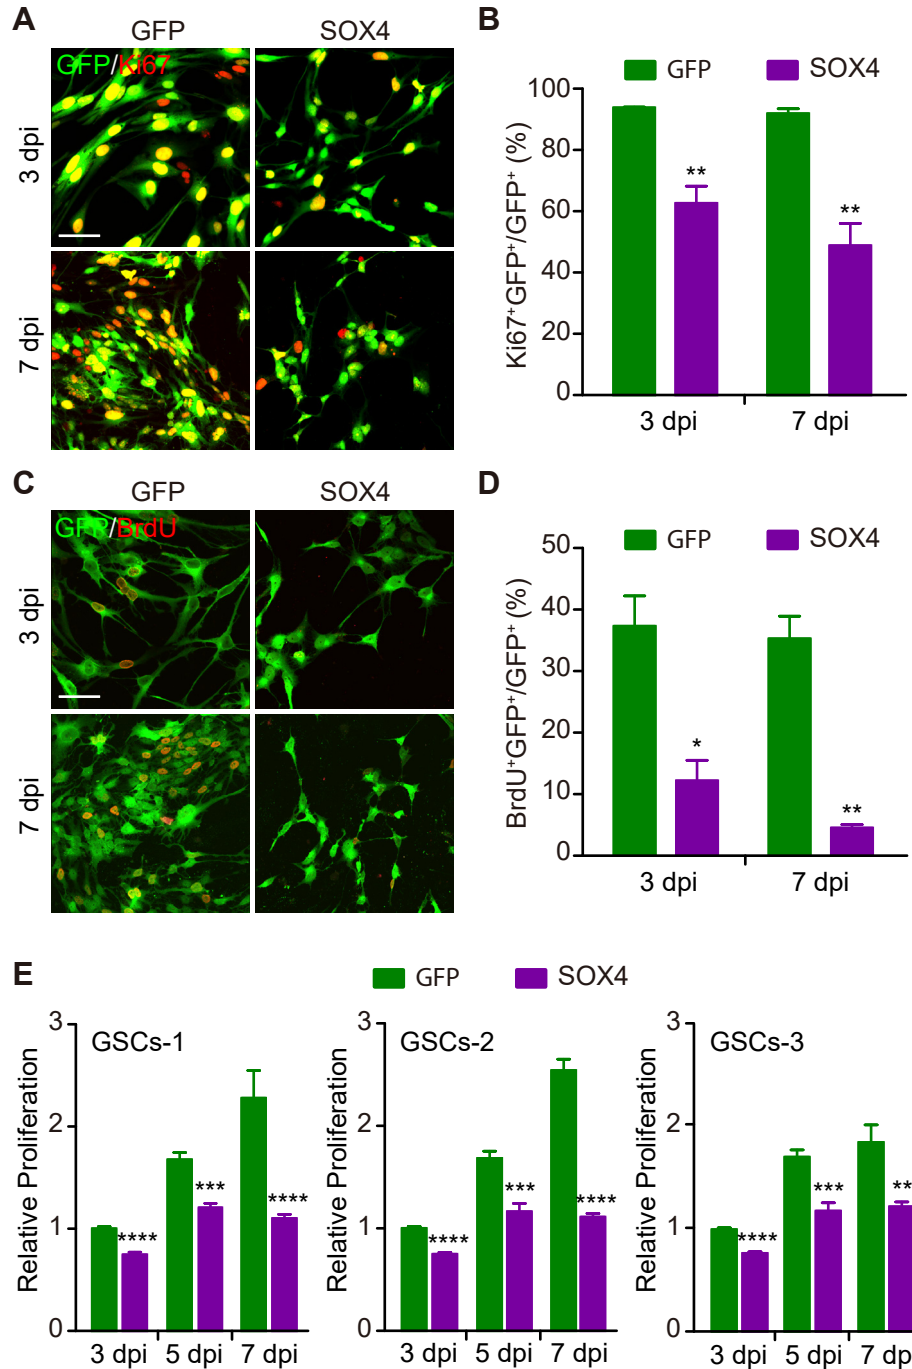 A
GFP
SOX4
GFP/Ki67
3 dpi
7 dpi
B
GFP
SOX4
Ki67⁺GFP⁺/GFP⁺ (%)
100
80
60
40
20
0
**
**
3 dpi
7 dpi
C
GFP
SOX4
GFP/BrdU
3 dpi
7 dpi
D
GFP
SOX4
BrdU⁺GFP⁺/GFP⁺ (%)
50
40
30
20
10
0
*
**
3 dpi
7 dpi
E
GFP
SOX4
GSCs-1
Relative Proliferation
3
2
1
0
****
***
****
3 dpi
5 dpi
7 dpi
GSCs-2
Relative Proliferation
3
2
1
0
****
***
****
3 dpi
5 dpi
7 dpi
GSCs-3
Relative Proliferation
3
2
1
0
****
***
**
3 dpi
5 dpi
7 dpi